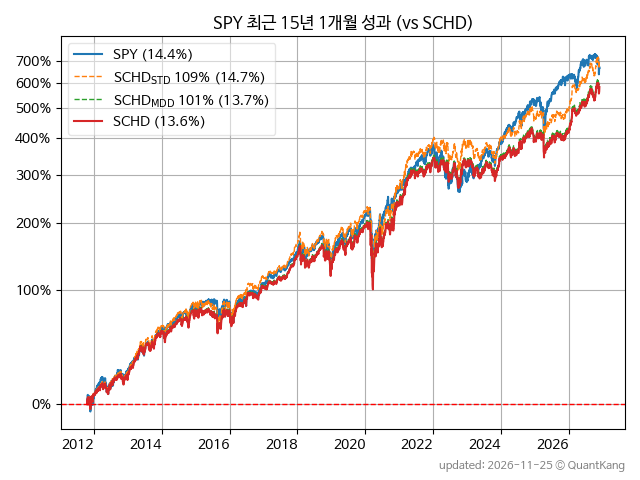 SPY 최근 15년 1개월 성과 (vs SCHD)
SPY (14.4%)
SCHD_STD 109% (14.7%)
SCHD_MDD 101% (13.7%)
SCHD (13.6%)
700%
600%
500%
400%
300%
200%
100%
0%
2012 2014 2016 2018 2020 2022 2024 2026
updated: 2026-11-25 © QuantKang